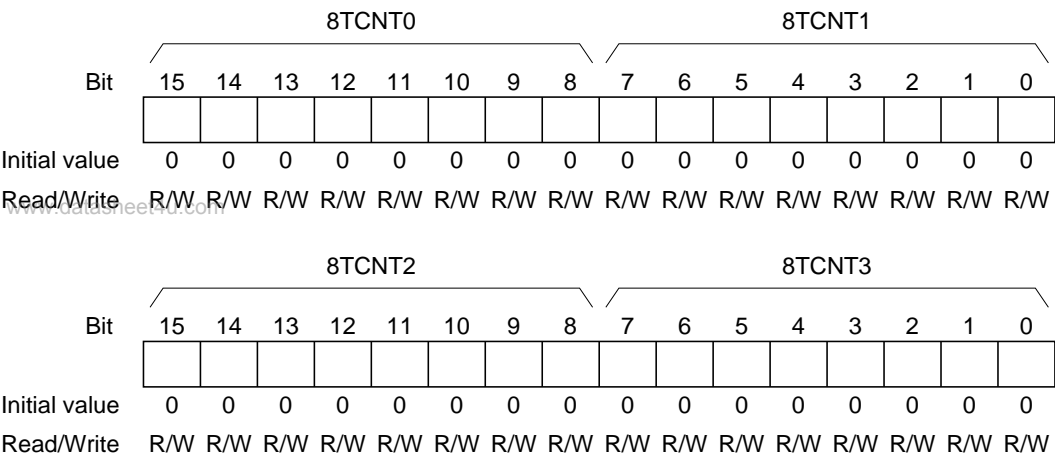 8TCNT0 8TCNT1
Bit 15 14 13 12 11 10 9 8 7 6 5 4 3 2 1 0
Initial value 0 0 0 0 0 0 0 0 0 0 0 0 0 0 0 0
Read/Write R/W R/W R/W R/W R/W R/W R/W R/W R/W R/W R/W R/W R/W R/W R/W R/W
www.datasheet4u.com
8TCNT2 8TCNT3
Bit 15 14 13 12 11 10 9 8 7 6 5 4 3 2 1 0
Initial value 0 0 0 0 0 0 0 0 0 0 0 0 0 0 0 0
Read/Write R/W R/W R/W R/W R/W R/W R/W R/W R/W R/W R/W R/W R/W R/W R/W R/W